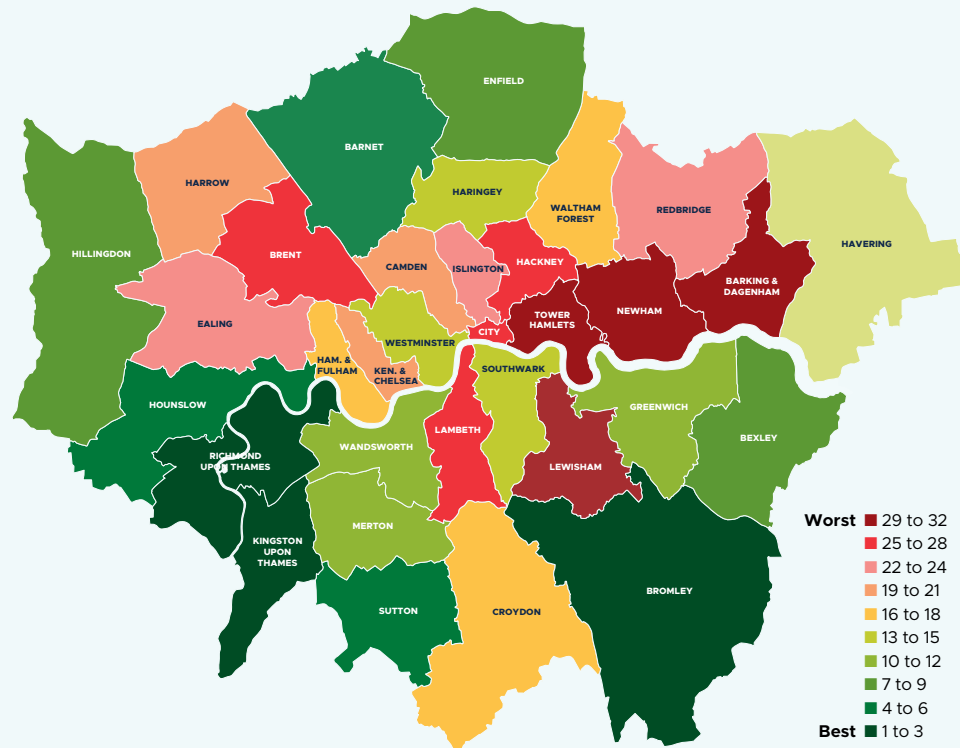 ENFIELD
BARNET
HARROW
HARINGEY
WALTHAM
FOREST
REDBRIDGE
HAVERING
HILLINGDON
BRENT
CAMDEN
ISLINGTON
HACKNEY
BARKING &
DAGENHAM
NEWHAM
TOWER
HAMLETS
EALING
CITY
WESTMINSTER
HAM. &
FULHAM
KEN. &
CHELSEA
SOUTHWARK
HOUNSLOW
GREENWICH
LAMBETH
BEXLEY
WANDSWORTH
RICHMOND
UPON THAMES
LEWISHAM
MERTON
KINGSTON
UPON
THAMES
BROMLEY
SUTTON
CROYDON
Worst 29 to 32
25 to 28
22 to 24
19 to 21
16 to 18
13 to 15
10 to 12
7 to 9
4 to 6
Best 1 to 3